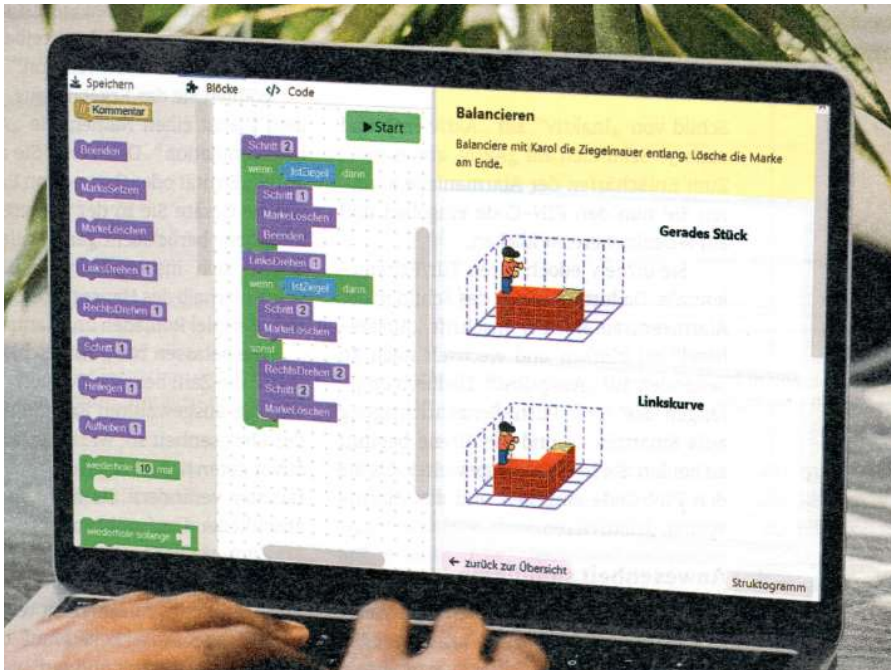 Speichern
Blöcke
</> Code
Kommentar
Beenden
MarkeSetzen
MarkeLöschen
LinksDrehen 1
RechtsDrehen 1
Schritt 1
Hinlegen 1
Aufheben 1
wiederhole 10 mal
wiederhole solange
Start
Schritt 2
wenn IstZiegel dann
Schritt 1
MarkeLöschen
Beenden
LinksDrehen 1
wenn IstZiegel dann
Schritt 2
MarkeLöschen
sonst
RechtsDrehen 2
Schritt 2
MarkeLöschen
Balancieren
Balanciere mit Karol die Ziegelmauer entlang. Lösche die Marke
am Ende.
Gerades Stück
Linkskurve
← zurück zur Übersicht
Struktogramm